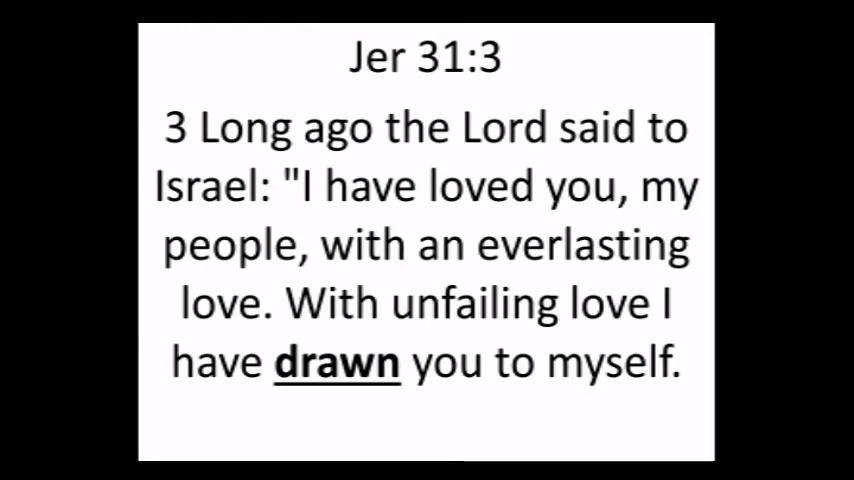 Jer 31:3
3 Long ago the Lord said to
Israel: "I have loved you, my
people, with an everlasting
love. With unfailing love I
have drawn you to myself.